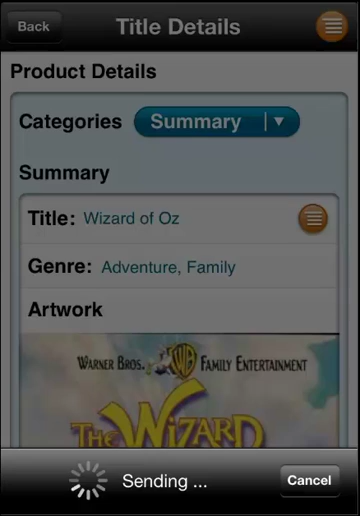 Back Title Details
Product Details
Categories Summary
Summary
Title: Wizard of Oz
Genre: Adventure, Family
Artwork
WARNER BROS. WB FAMILY ENTERTAINMENT
THE WIZARD
Sending ... Cancel